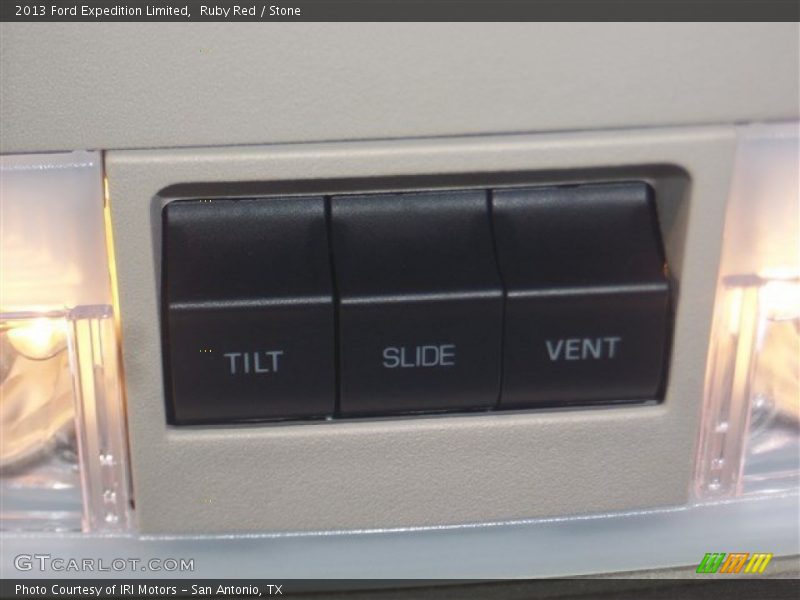 2013 Ford Expedition Limited, Ruby Red / Stone
TILT SLIDE VENT
GTCARLOT.COM
Photo Courtesy of IRI Motors - San Antonio, TX